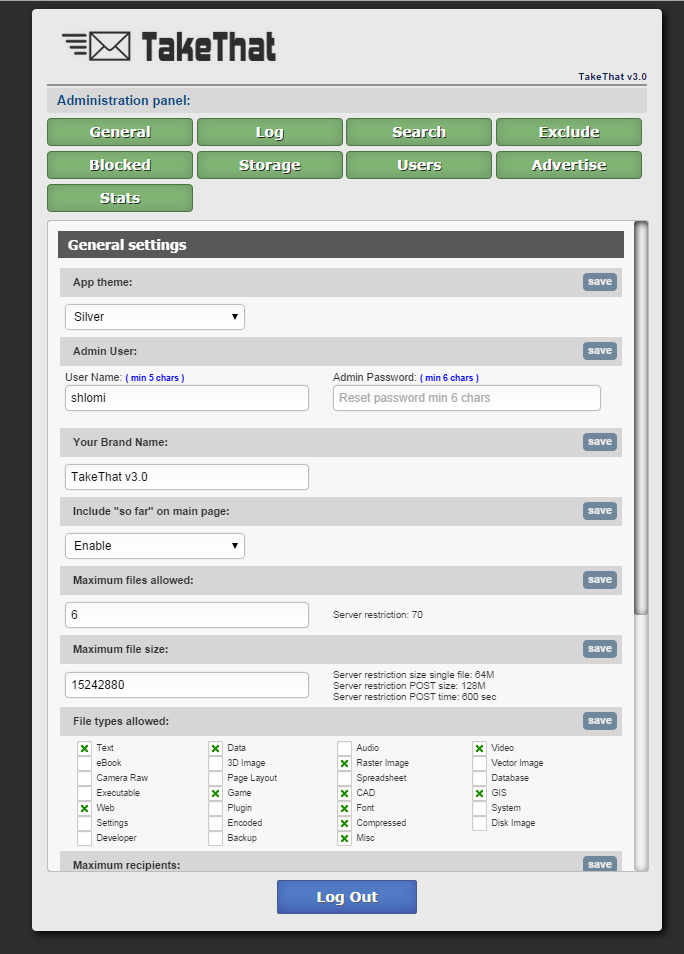 TakeThat
TakeThat v3.0
Administration panel:
General Log Search Exclude
Blocked Storage Users Advertise
Stats
General settings
App theme: save
Silver
Admin User: save
User Name: ( min 5 chars ) Admin Password: ( min 6 chars )
shlomi Reset password min 6 chars
Your Brand Name: save
TakeThat v3.0
Include "so far" on main page: save
Enable
Maximum files allowed: save
6 Server restriction: 70
Maximum file size: save
15242880
Server restriction size single file: 64M
Server restriction POST size: 128M
Server restriction POST time: 600 sec
File types allowed: save
Text Data Audio Video
eBook 3D Image Raster Image Vector Image
Camera Raw Page Layout Spreadsheet Database
Executable Game CAD GIS
Web Plugin Font System
Settings Encoded Compressed Disk Image
Developer Backup Misc
Maximum recipients: save
Log Out